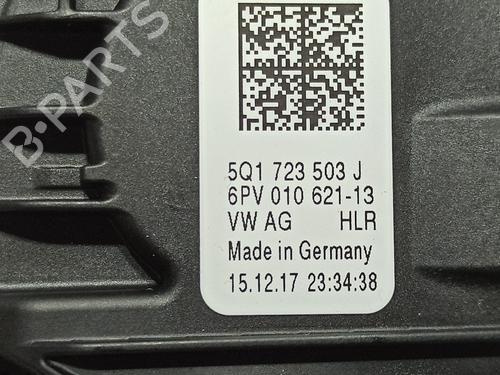 B-PARTS
5Q1 723 503 J
6PV 010 621-13
VW AG HLR
Made in Germany
15.12.17 23:34:38